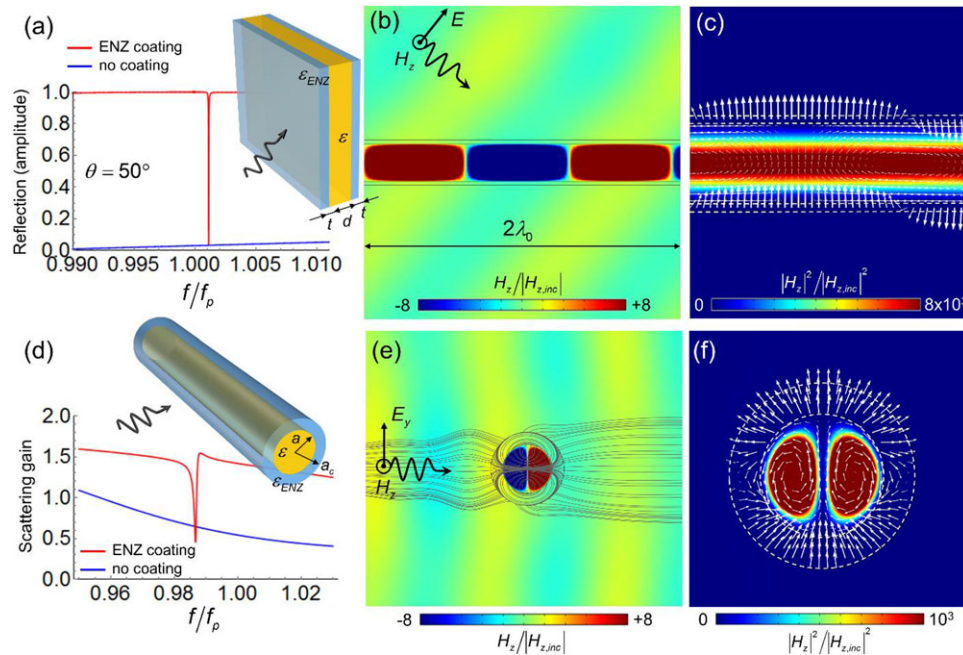 (a)
ENZ coating
no coating
ε_ENZ
ε
θ = 50°
t d t
Reflection (amplitude)
1.0
0.8
0.6
0.4
0.2
0.0
0.990 0.995 1.000 1.005 1.010
f/f_p
(b)
E
H_z
2λ_0
H_z/|H_z,inc|
-8 +8
(c)
|H_z|^2/|H_z,inc|^2
0
(d)
a
ε
a_c
ε_ENZ
Scattering gain
2.0
1.5
1.0
0.5
0.0
ENZ coating
no coating
0.96 0.98 1.00 1.02
f/f_p
(e)
E_y
H_z
-8 +8
H_z/|H_z,inc|
(f)
0 10^3
|H_z|^2/|H_z,inc|^2